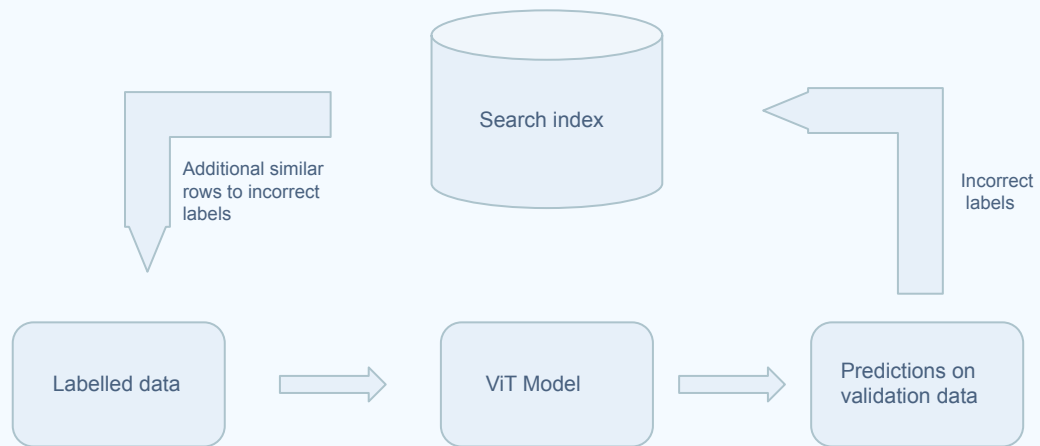 Search index
Additional similar
rows to incorrect
labels
Incorrect
labels
Labelled data
ViT Model
Predictions on
validation data